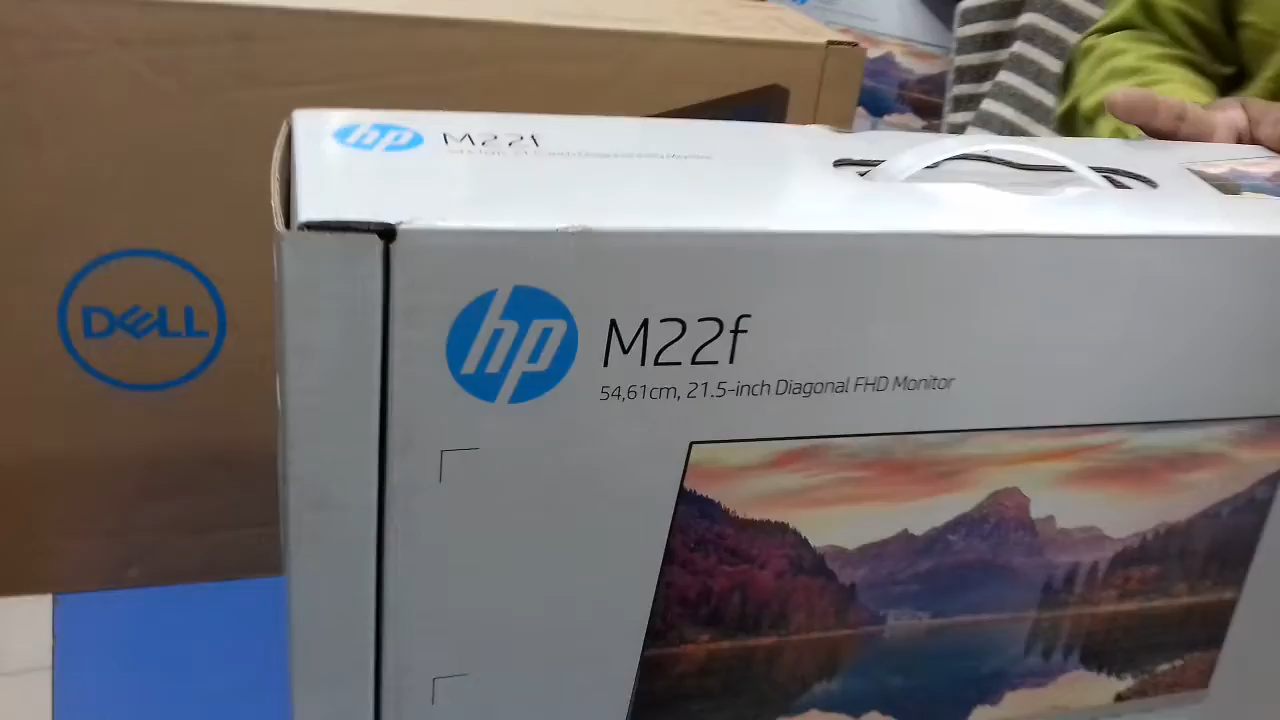 hp M22f
DELL
hp M22f
54,61cm, 21.5-inch Diagonal FHD Monitor